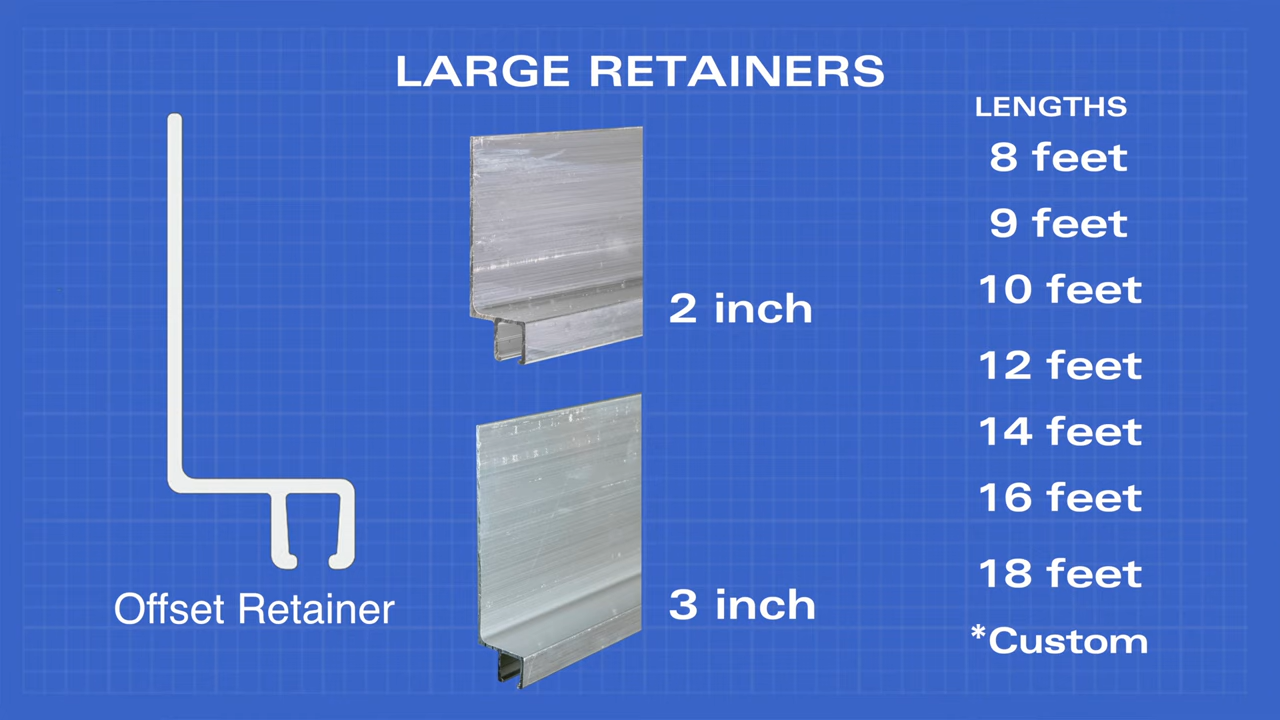 LARGE RETAINERS
Offset Retainer
2 inch
3 inch
LENGTHS
8 feet
9 feet
10 feet
12 feet
14 feet
16 feet
18 feet
*Custom